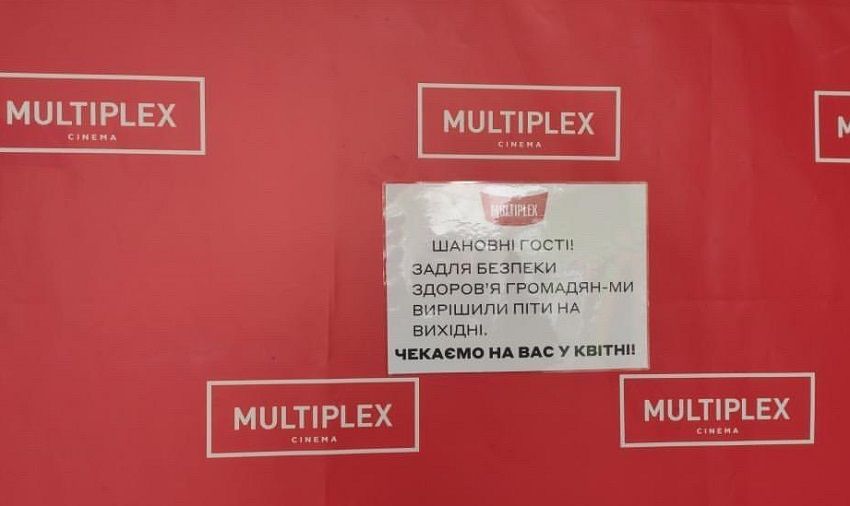 MULTIPLEX
CINEMA
MULTIPLEX
CINEMA
MULTIPLEX
ШАНОВНІ ГОСТІ!
ЗАДЛЯ БЕЗПЕКИ
ЗДОРОВ'Я ГРОМАДЯН-МИ
ВИРІШИЛИ ПІТИ НА
ВИХІДНІ.
ЧЕКАЄМО НА ВАС У КВІТНІ!
MULTIPLEX
CINEMA
MULTIPLEX
CINEMA